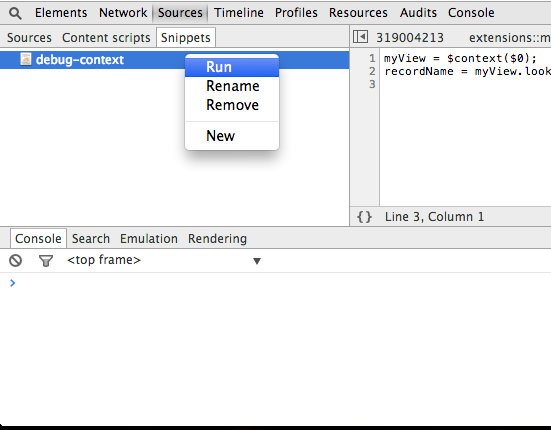 Elements Network Sources Timeline Profiles Resources Audits Console
Sources Content scripts Snippets
319004213 extensions::m
debug-context
Run
Rename
Remove
New
1 myView = $context($0);
2 recordName = myView.look
3
{} Line 3, Column 1
Console Search Emulation Rendering
<top frame> ▼
>